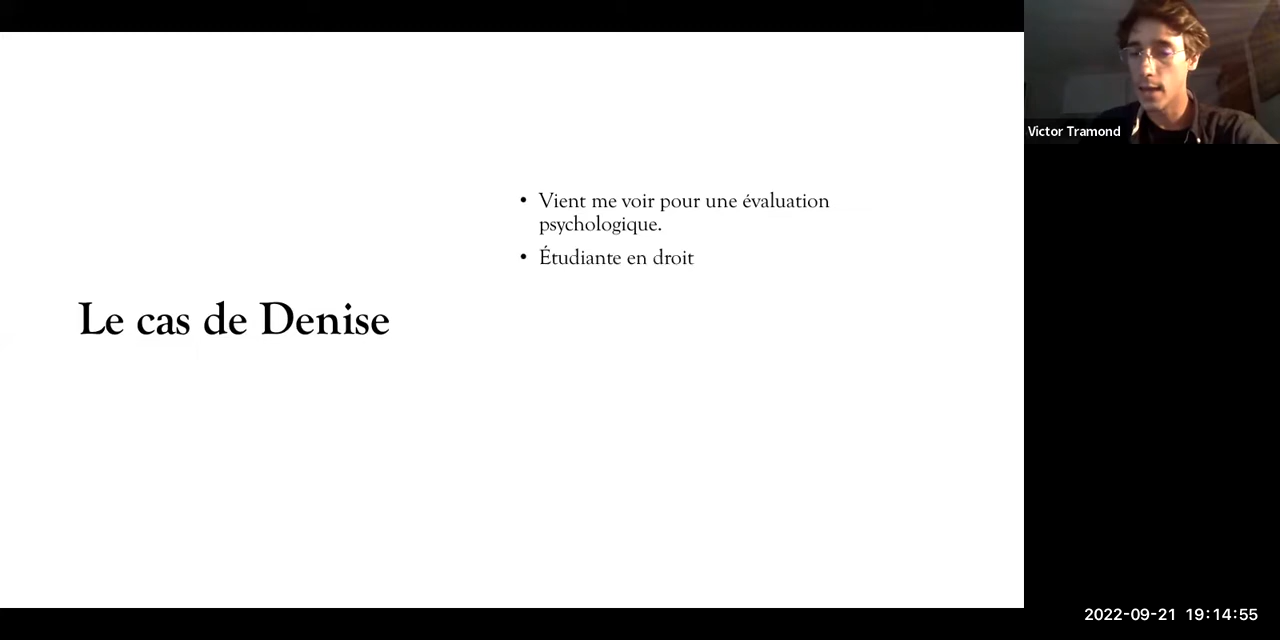 Le cas de Denise
• Vient me voir pour une évaluation
psychologique.
• Étudiante en droit
Victor Tramond
2022-09-21 19:14:55